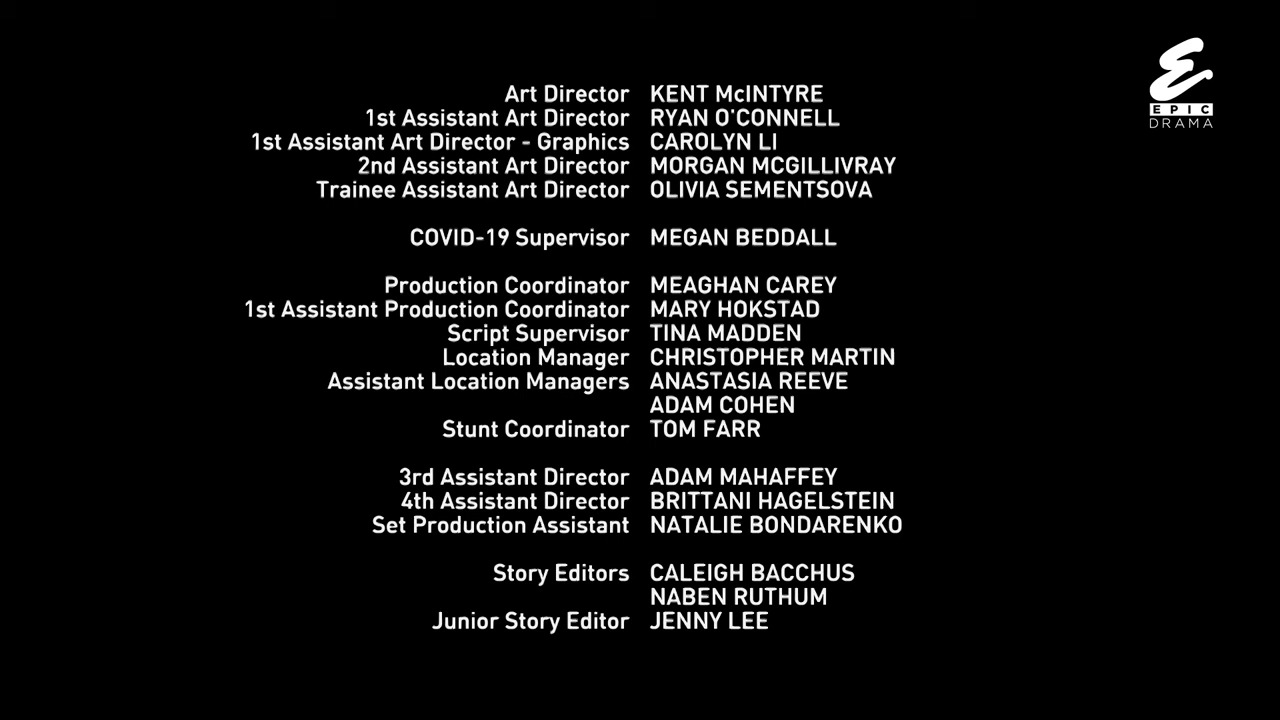 Art Director KENT McINTYRE
1st Assistant Art Director RYAN O'CONNELL
1st Assistant Art Director - Graphics CAROLYN LI
2nd Assistant Art Director MORGAN MCGILLIVRAY
Trainee Assistant Art Director OLIVIA SEMENTSOVA
COVID-19 Supervisor MEGAN BEDDALL
Production Coordinator MEAGHAN CAREY
1st Assistant Production Coordinator MARY HOKSTAD
Script Supervisor TINA MADDEN
Location Manager CHRISTOPHER MARTIN
Assistant Location Managers ANASTASIA REEVE
ADAM COHEN
Stunt Coordinator TOM FARR
3rd Assistant Director ADAM MAHAFFEY
4th Assistant Director BRITTANI HAGELSTEIN
Set Production Assistant NATALIE BONDARENKO
Story Editors CALEIGH BACCHUS
NABEN RUTHUM
Junior Story Editor JENNY LEE
EPIC
DRAMA